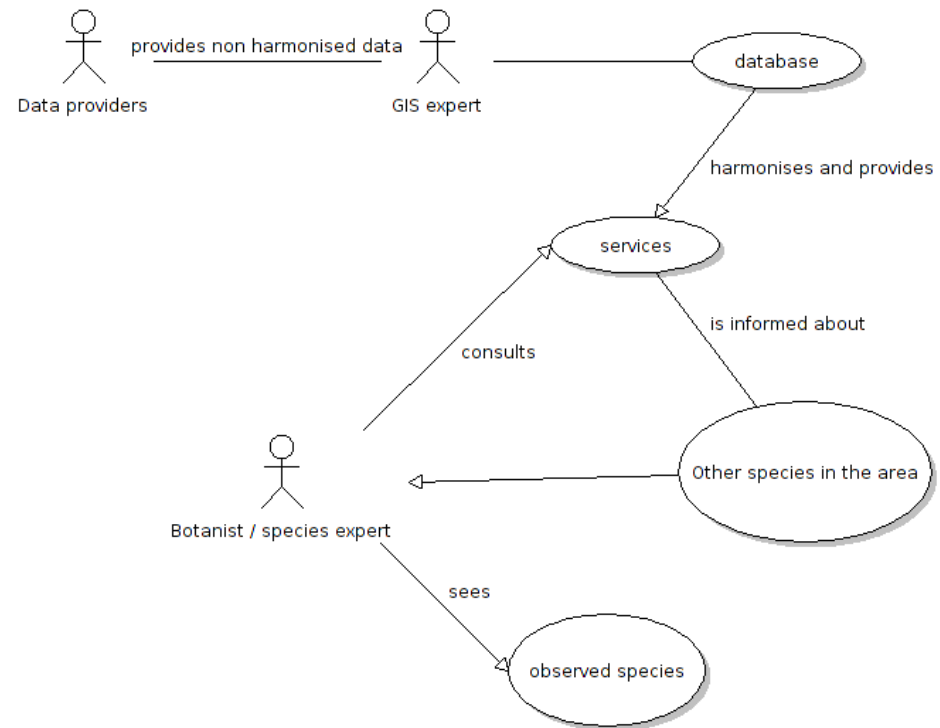 provides non harmonised data
Data providers
GIS expert
database
harmonises and provides
services
is informed about
consults
Other species in the area
Botanist / species expert
sees
observed species